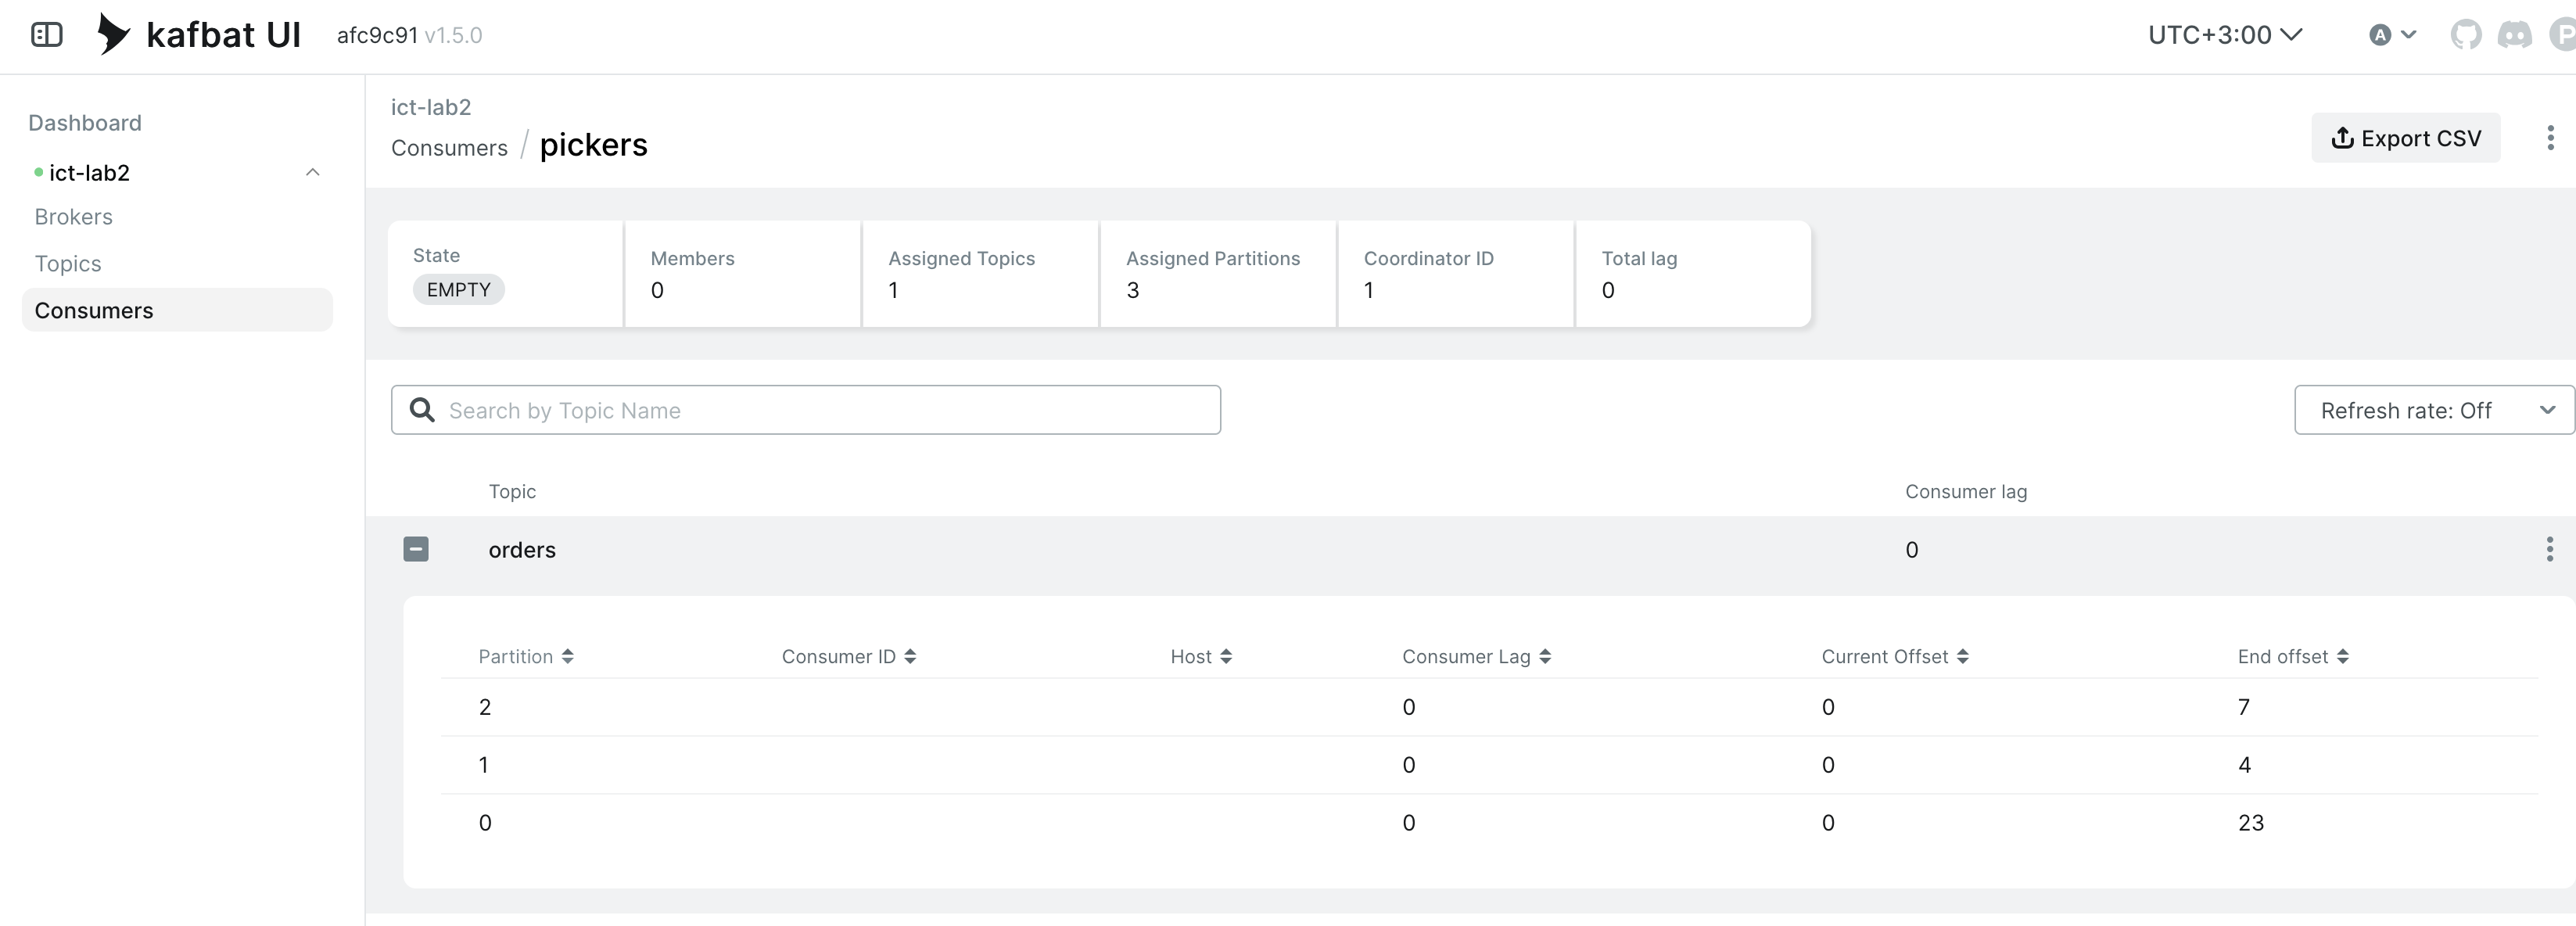 kafbat UI afc9c91 v1.5.0 UTC+3:00 A P
Dashboard
ict-lab2
Brokers
Topics
Consumers
ict-lab2
Consumers / pickers
Export CSV
State Members Assigned Topics Assigned Partitions Coordinator ID Total lag
EMPTY 0 1 3 1 0
Search by Topic Name Refresh rate: Off
Topic Consumer lag
orders 0
Partition Consumer ID Host Consumer Lag Current Offset End offset
2 0 0 7
1 0 0 4
0 0 0 23